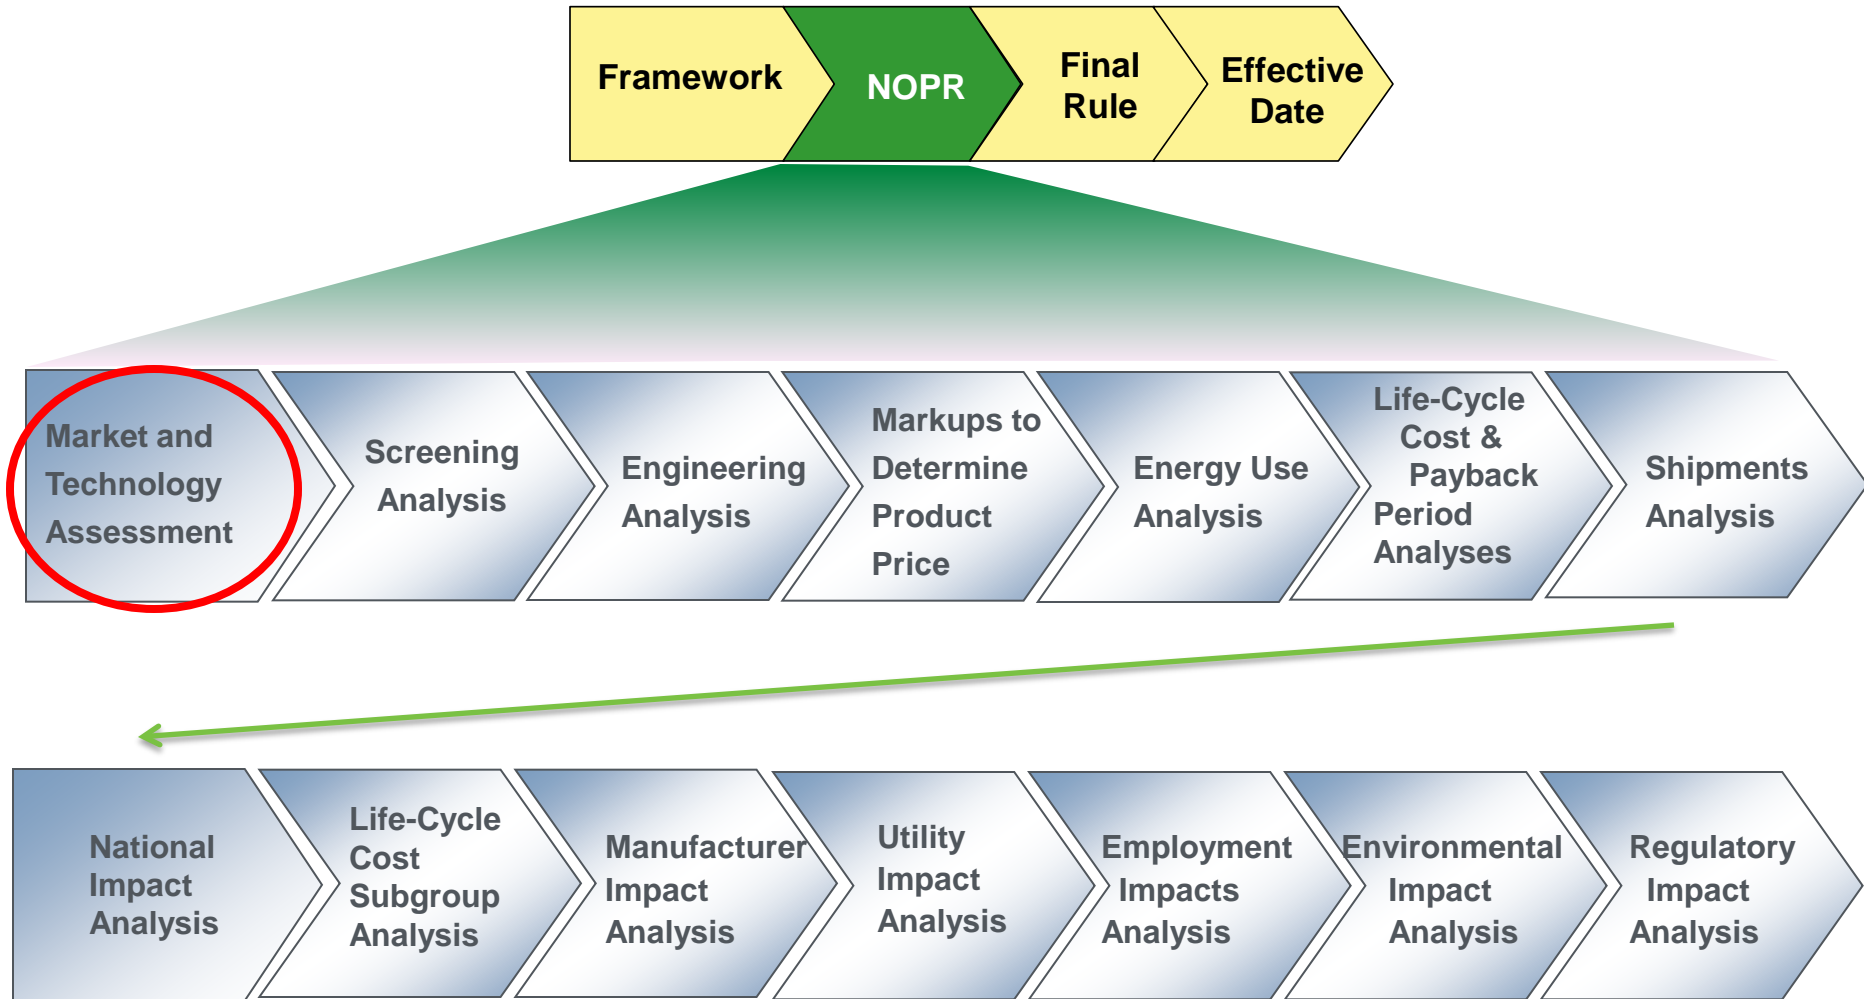 Framework
NOPR
Final
Rule
Effective
Date
Market and
Technology
Assessment
Screening
Analysis
Engineering
Analysis
Markups to
Determine
Product
Price
Energy Use
Analysis
Life-Cycle
Cost &
Payback
Period
Analyses
Shipments
Analysis
National
Impact
Analysis
Life-Cycle
Cost
Subgroup
Analysis
Manufacturer
Impact
Analysis
Utility
Impact
Analysis
Employment
Impacts
Analysis
Environmental
Impact
Analysis
Regulatory
Impact
Analysis